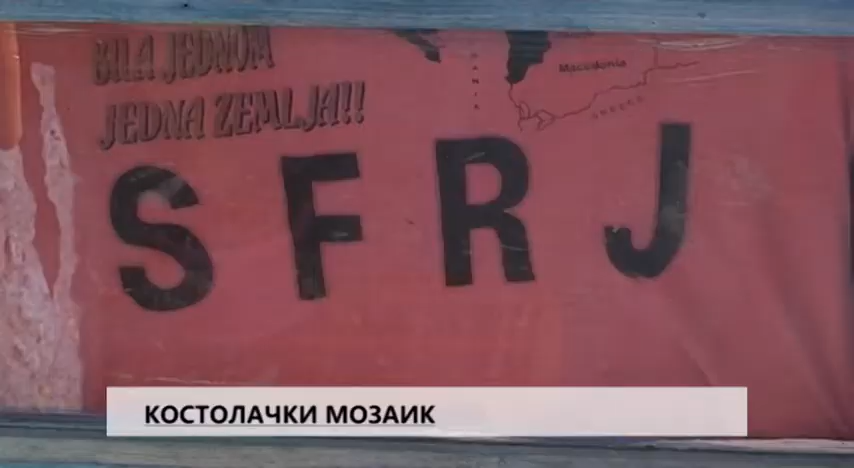 BILA JEDNOM
JEDNA ZEMLJA!!
Macedonia
SFRJ
КОСТОЛАЧКИ МОЗАИК